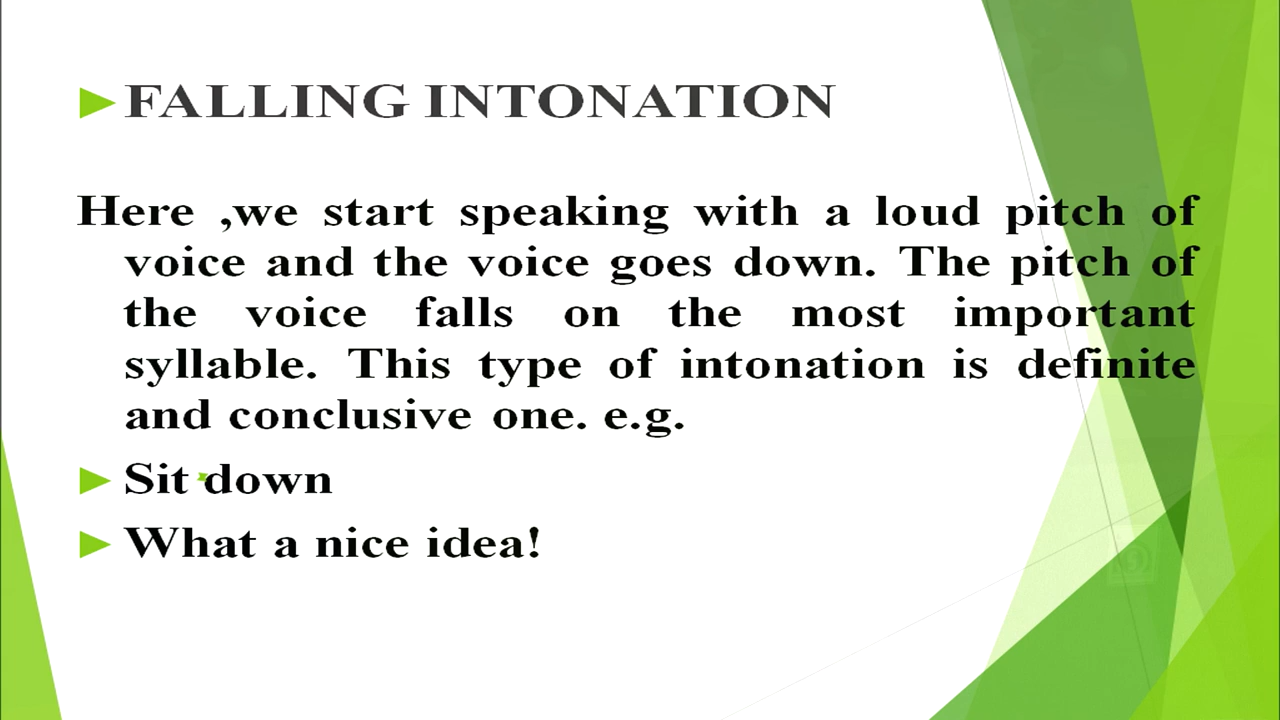 FALLING INTONATION
Here ,we start speaking with a loud pitch of
voice and the voice goes down. The pitch of
the voice falls on the most important
syllable. This type of intonation is definite
and conclusive one. e.g.
Sit down
What a nice idea!